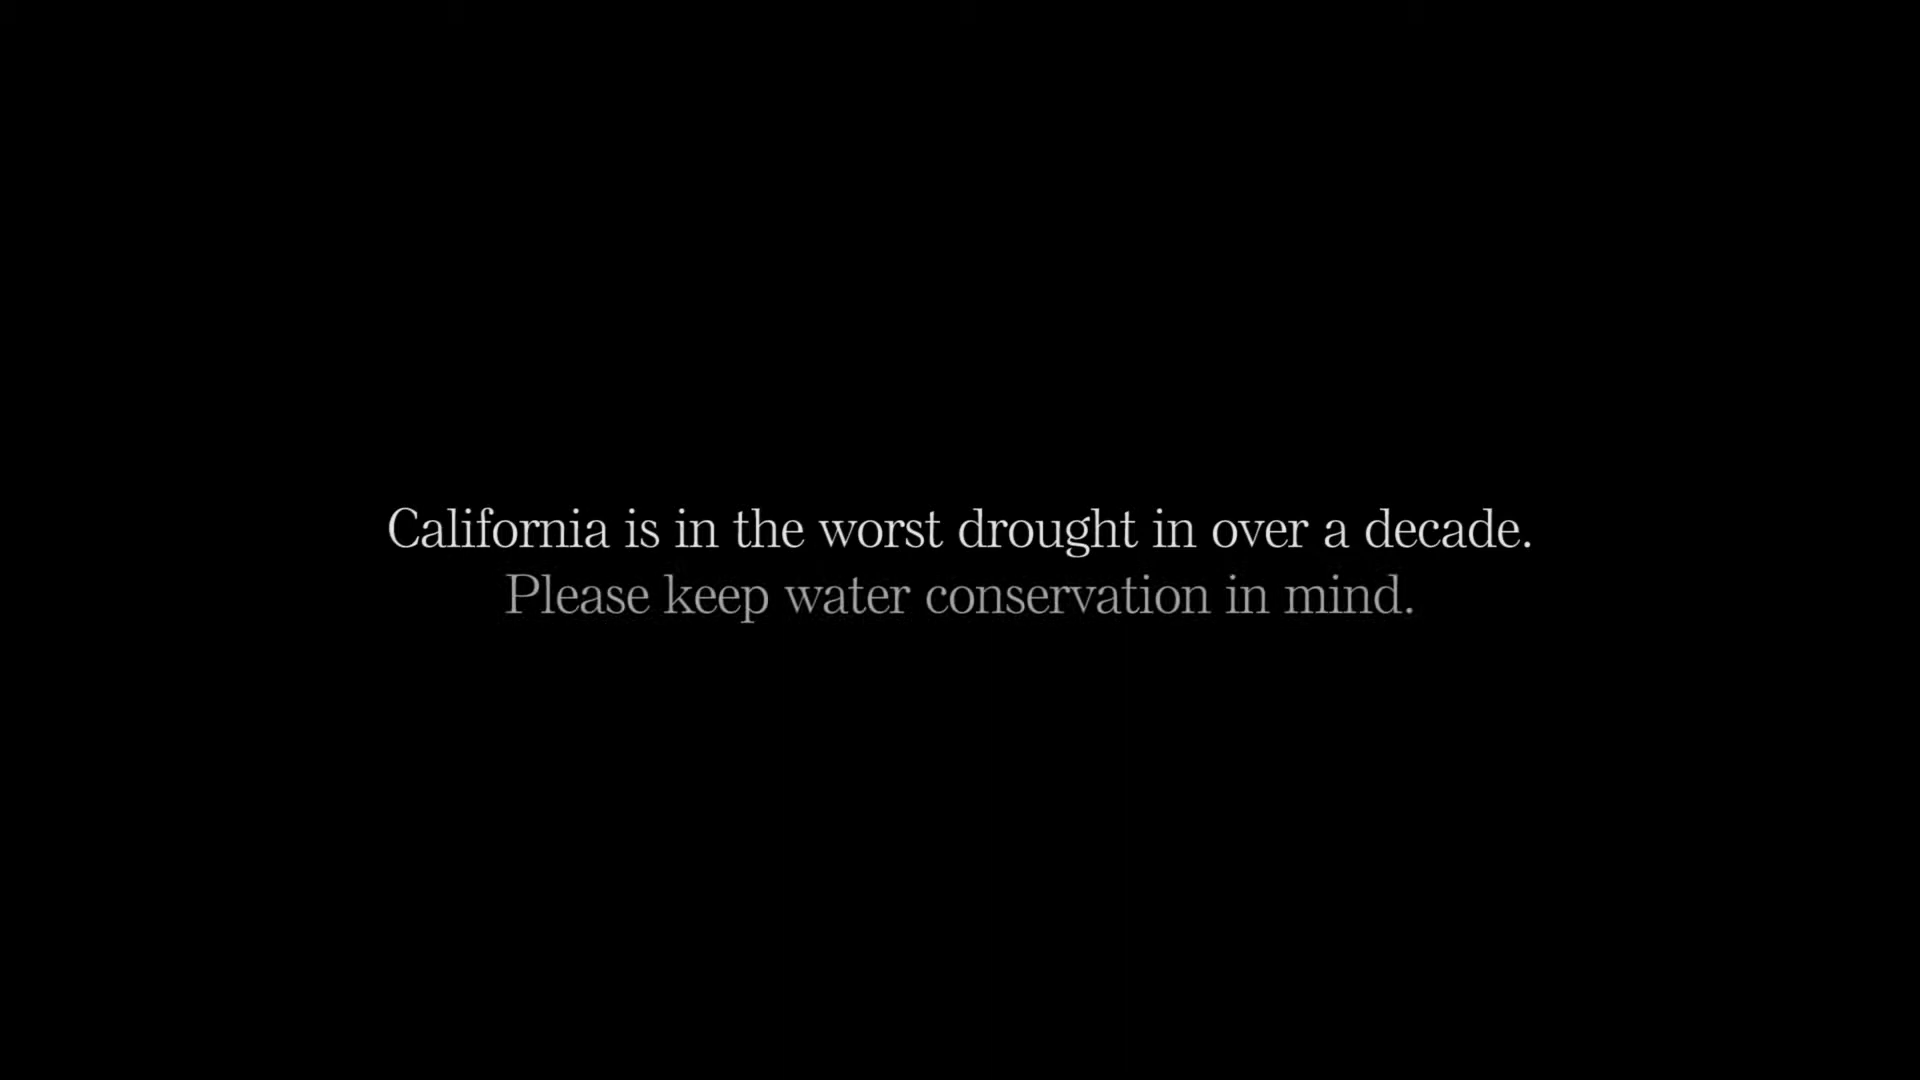 California is in the worst drought in over a decade.
Please keep water conservation in mind.